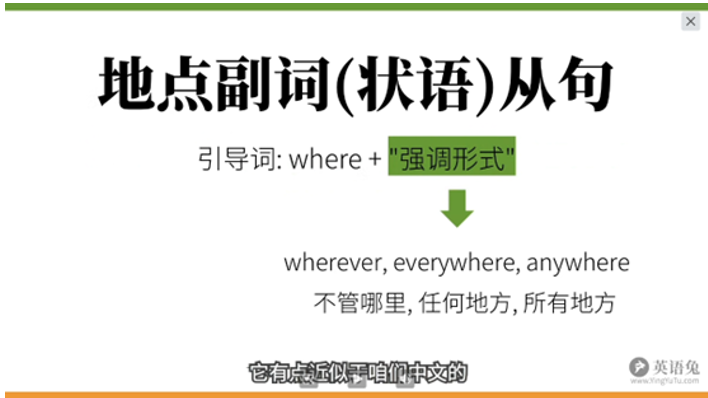 地点副词(状语)从句
引导词: where + "强调形式"
wherever, everywhere, anywhere
不管哪里, 任何地方, 所有地方
它有点近似于咱们中文的
英语兔
www.YingYuTu.com